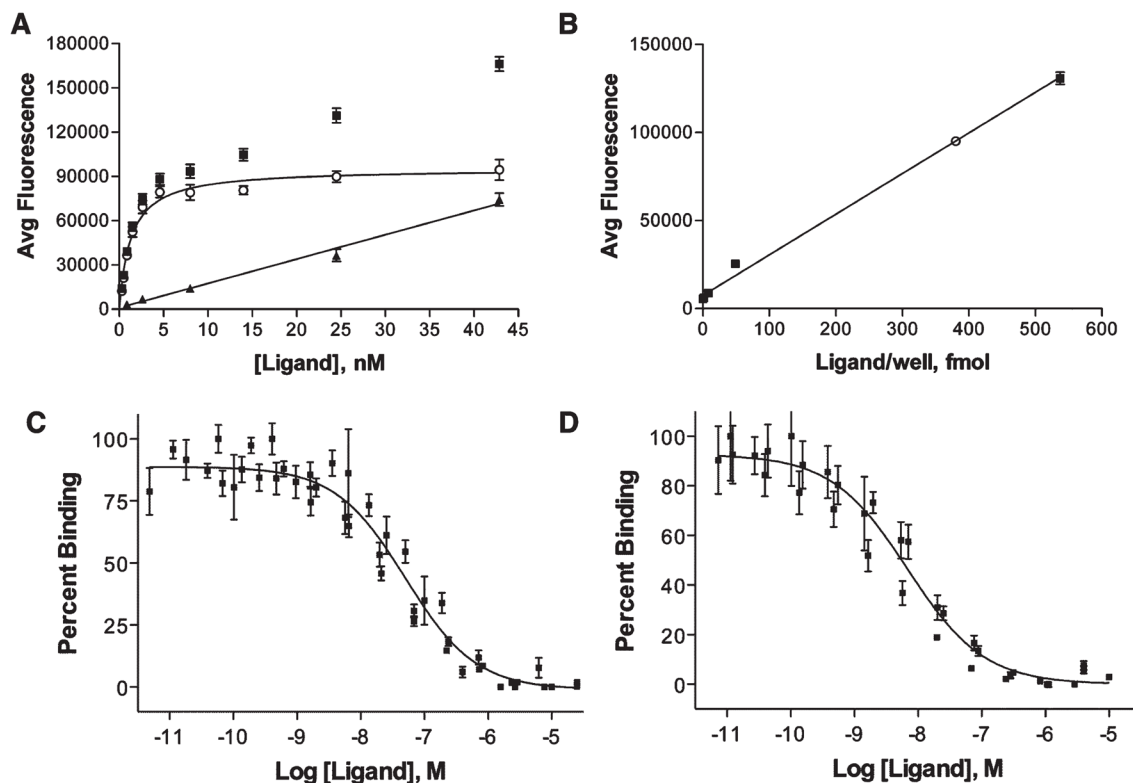 A
Avg Fluorescence
180000
150000
120000
90000
60000
30000
0
0 5 10 15 20 25 30 35 40 45
[Ligand], nM
B
Avg Fluorescence
150000
100000
50000
0
0 100 200 300 400 500 600
Ligand/well, fmol
C
Percent Binding
100
75
50
25
0
-11 -10 -9 -8 -7 -6 -5
Log [Ligand], M
D
Percent Binding
100
80
60
40
20
0
-11 -10 -9 -8 -7 -6 -5
Log [Ligand], M